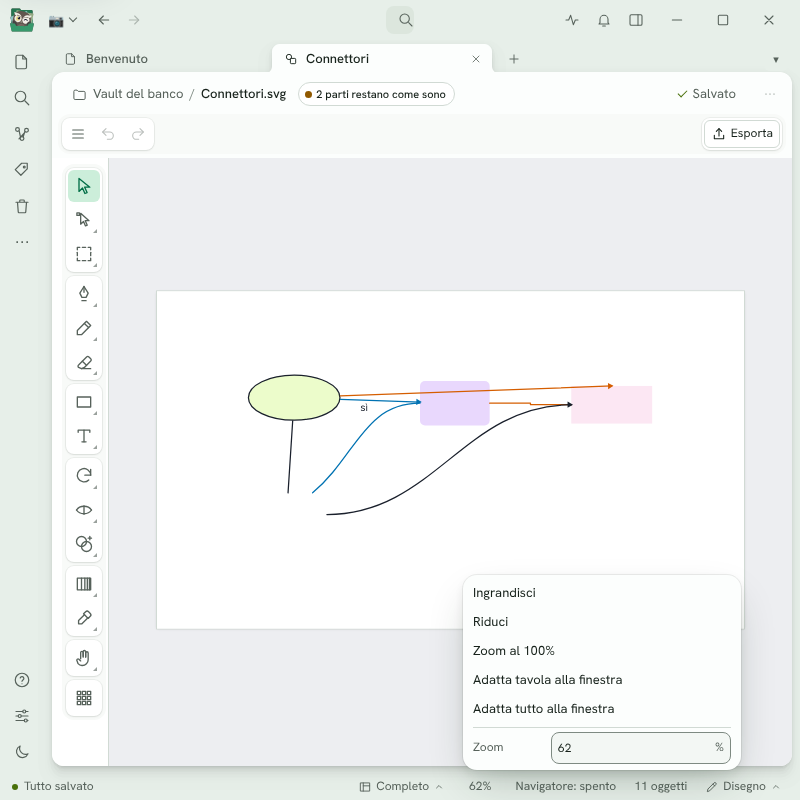 Benvenuto
Connettori
Vault del banco / Connettori.svg
2 parti restano come sono
Salvato
Esporta
sì
Ingrandisci
Riduci
Zoom al 100%
Adatta tavola alla finestra
Adatta tutto alla finestra
Zoom 62 %
Tutto salvato
Completo
62%
Navigatore: spento
11 oggetti
Disegno